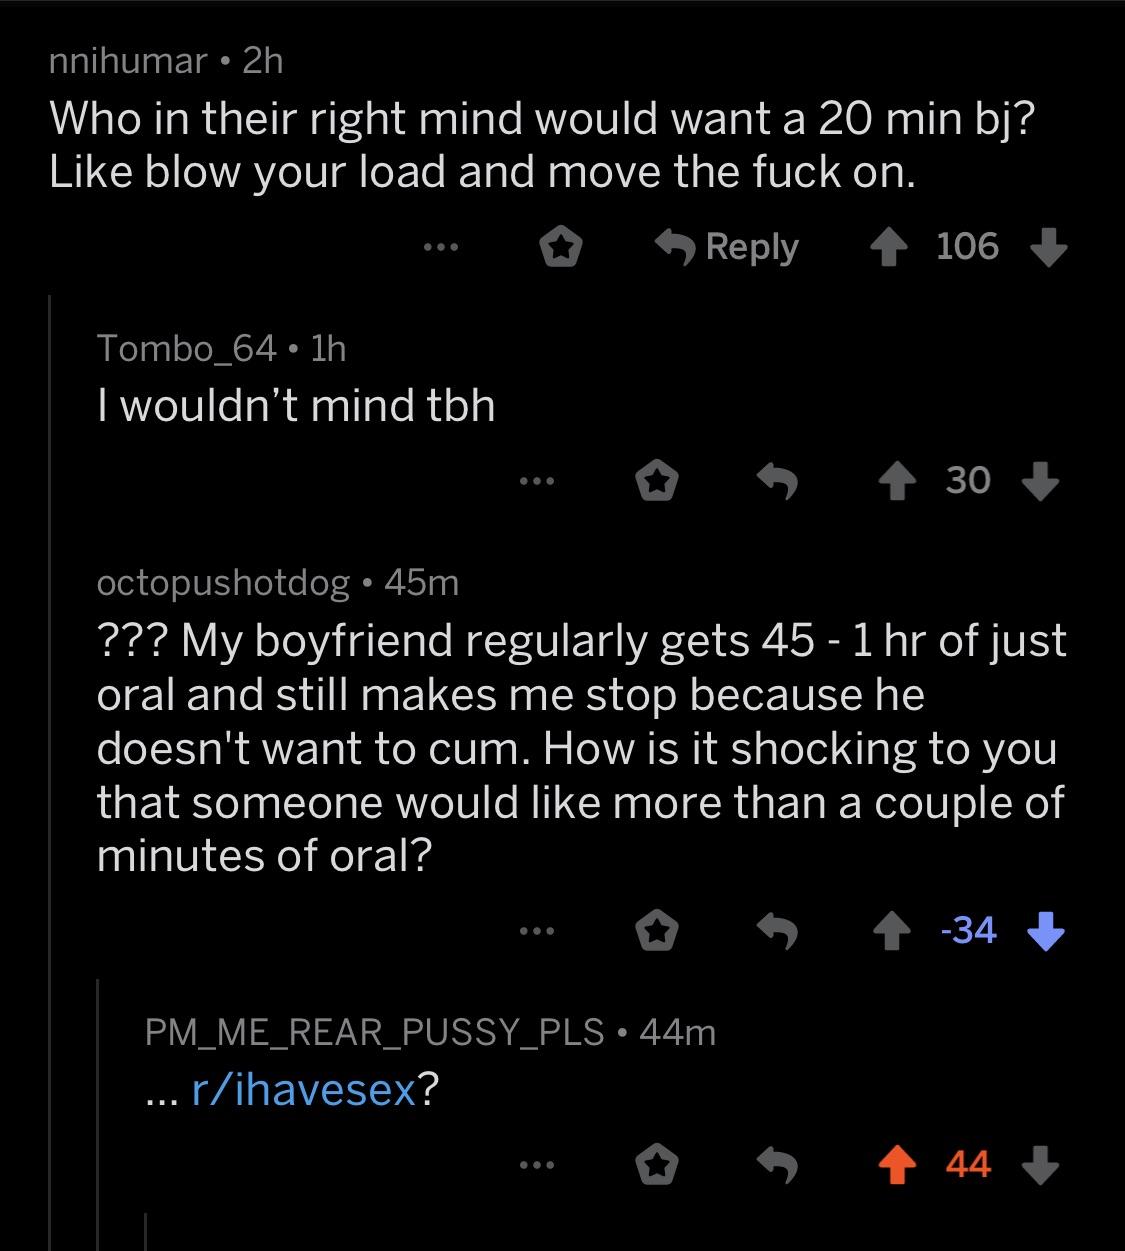 nnihumar • 2h
Who in their right mind would want a 20 min bj?
Like blow your load and move the fuck on.
Reply 106
Tombo_64 • 1h
I wouldn't mind tbh
30
octopushotdog • 45m
??? My boyfriend regularly gets 45 - 1 hr of just
oral and still makes me stop because he
doesn't want to cum. How is it shocking to you
that someone would like more than a couple of
minutes of oral?
-34
PM_ME_REAR_PUSSY_PLS • 44m
... r/ihavesex?
44